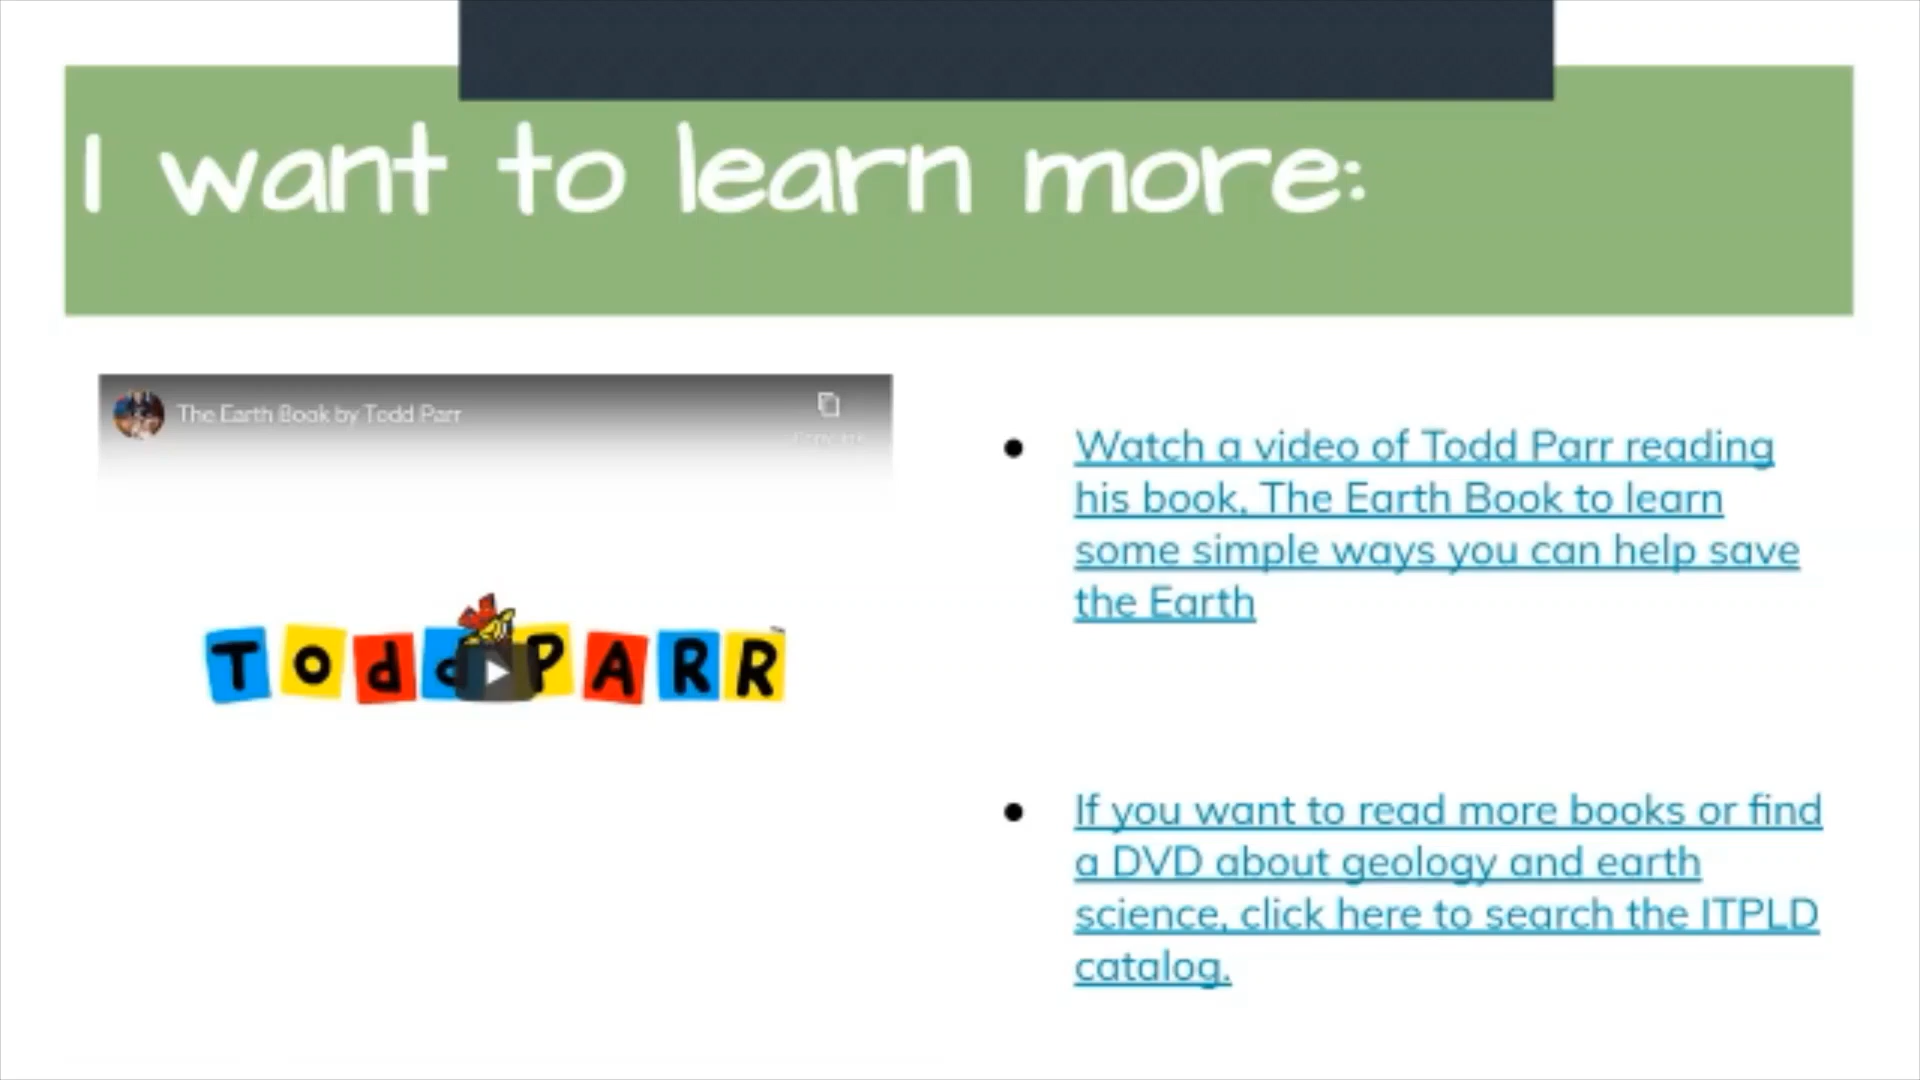 I want to learn more:
The Earth Book by Todd Parr
TOdd PARR
• Watch a video of Todd Parr reading
his book, The Earth Book to learn
some simple ways you can help save
the Earth
• If you want to read more books or find
a DVD about geology and earth
science, click here to search the ITPLD
catalog.